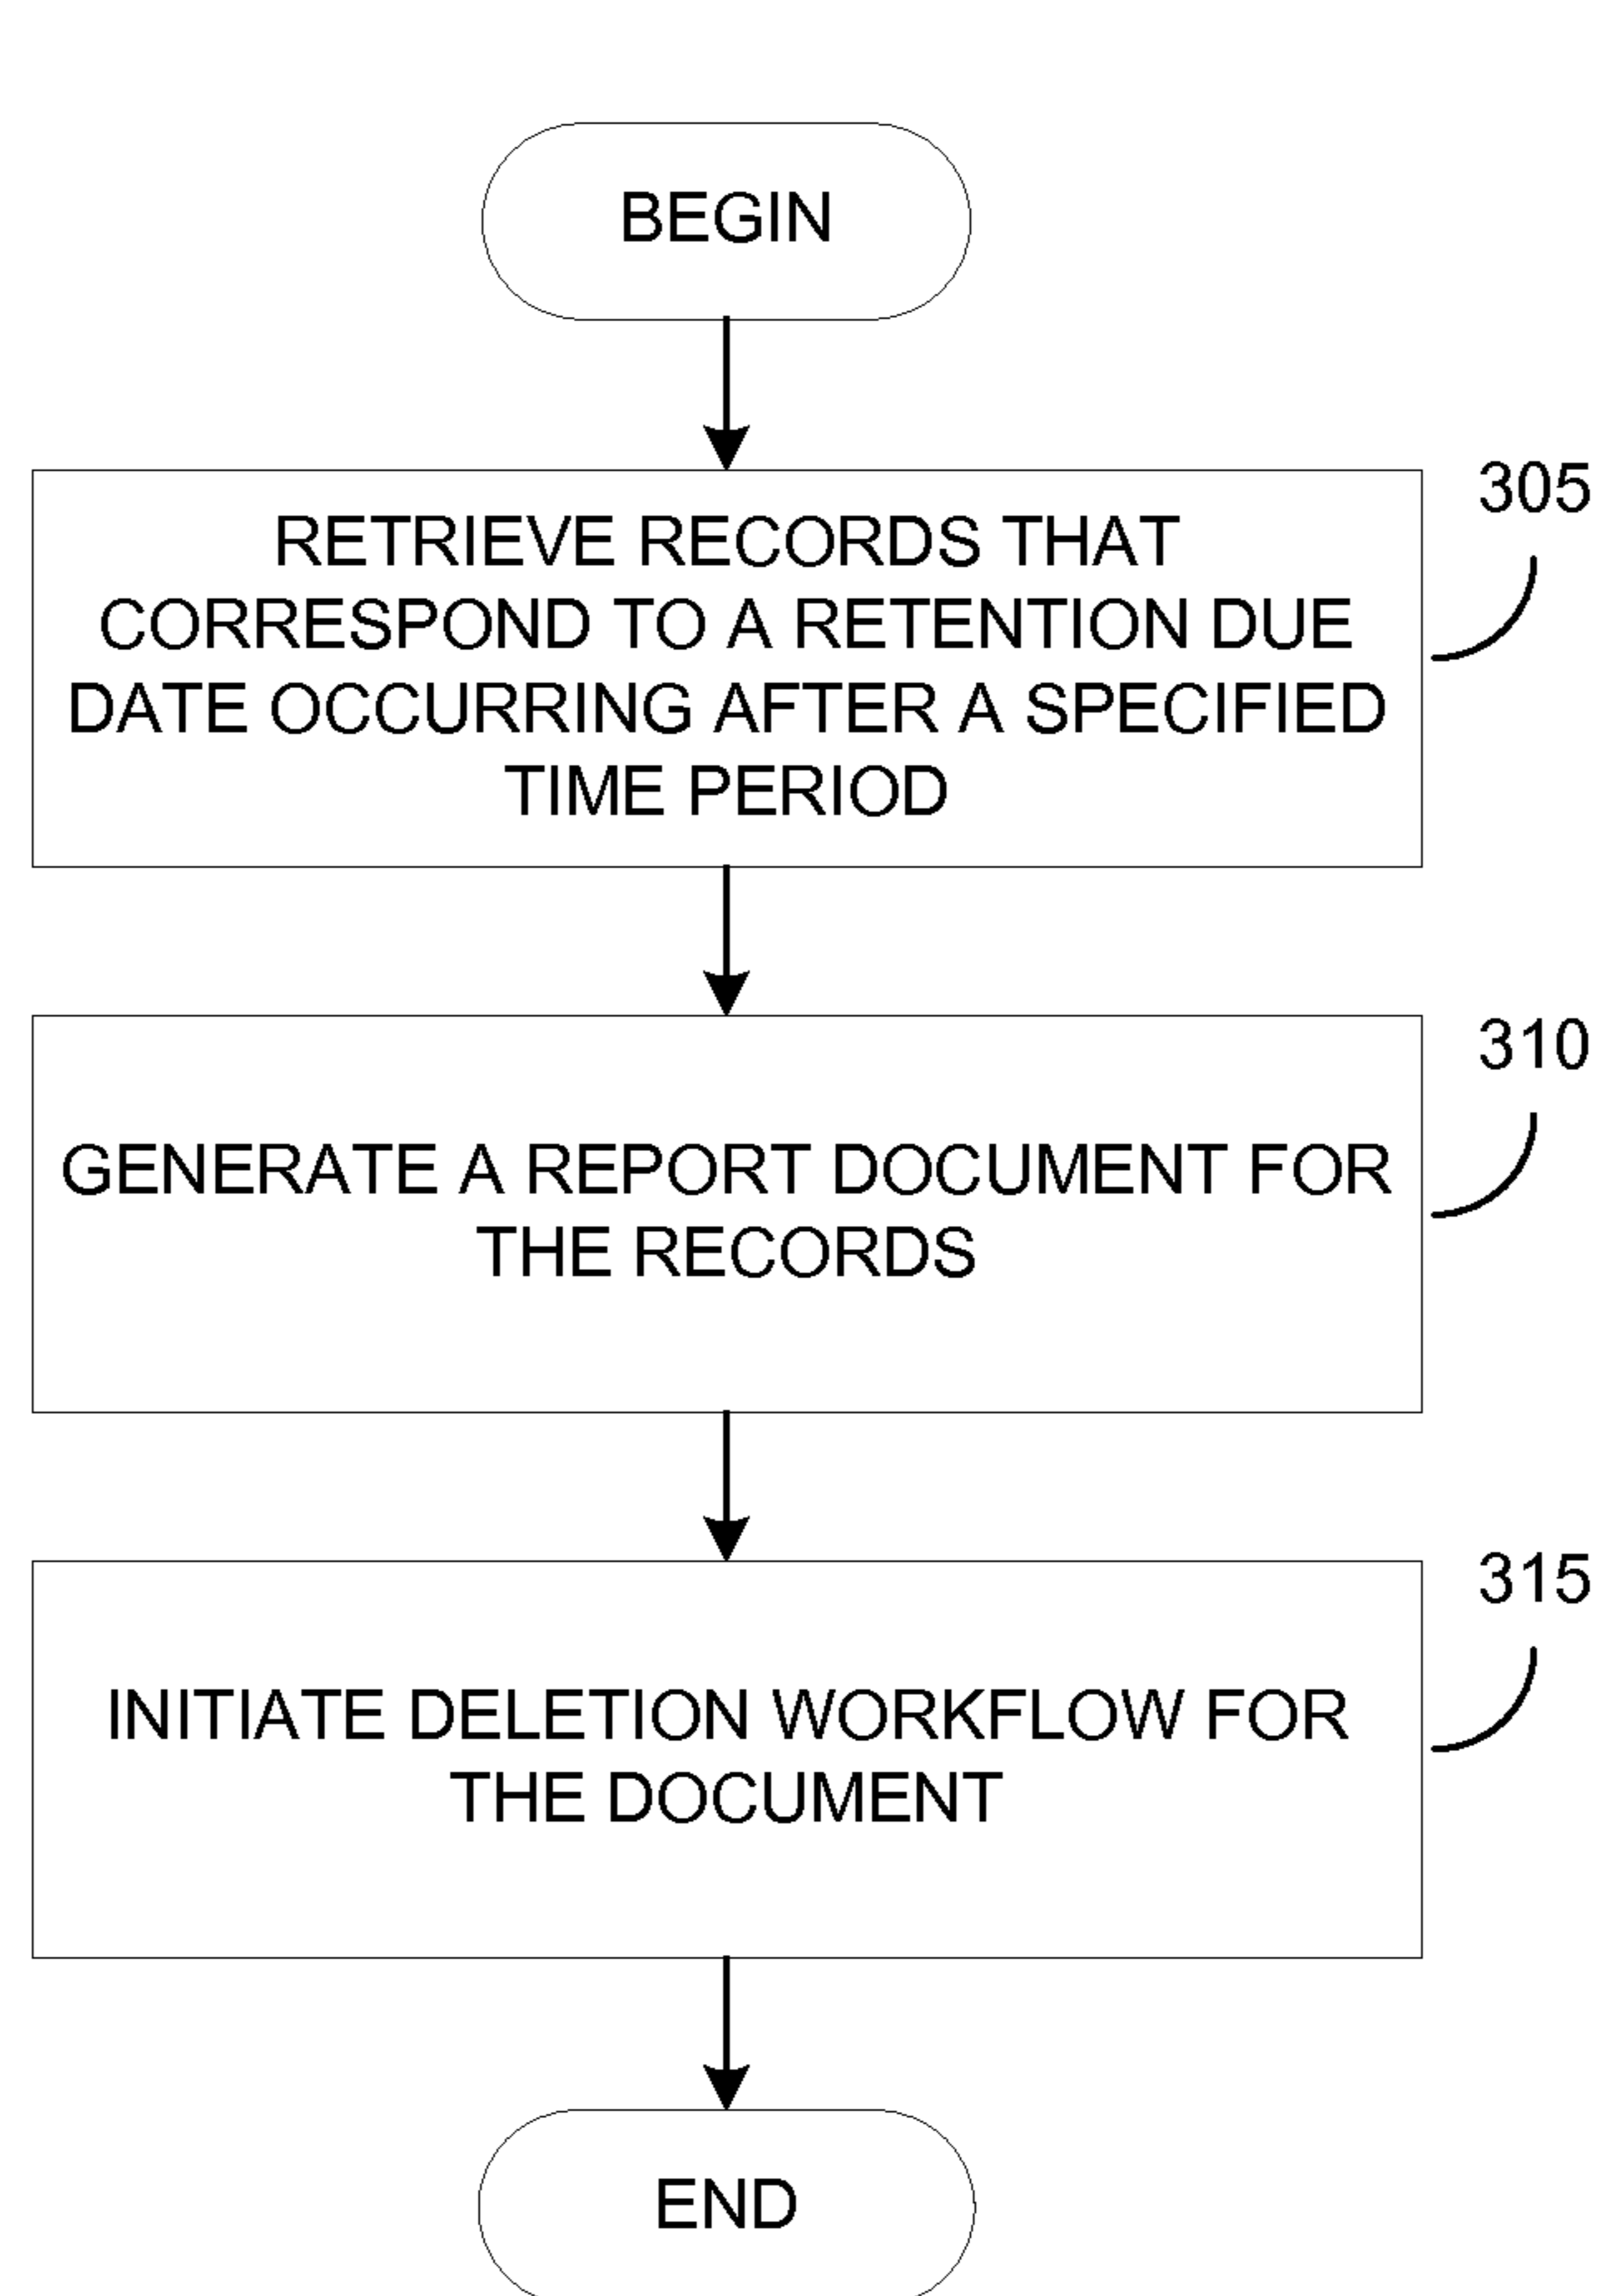 BEGIN
RETRIEVE RECORDS THAT
CORRESPOND TO A RETENTION DUE
DATE OCCURRING AFTER A SPECIFIED
TIME PERIOD
305
GENERATE A REPORT DOCUMENT FOR
THE RECORDS
310
INITIATE DELETION WORKFLOW FOR
THE DOCUMENT
315
END